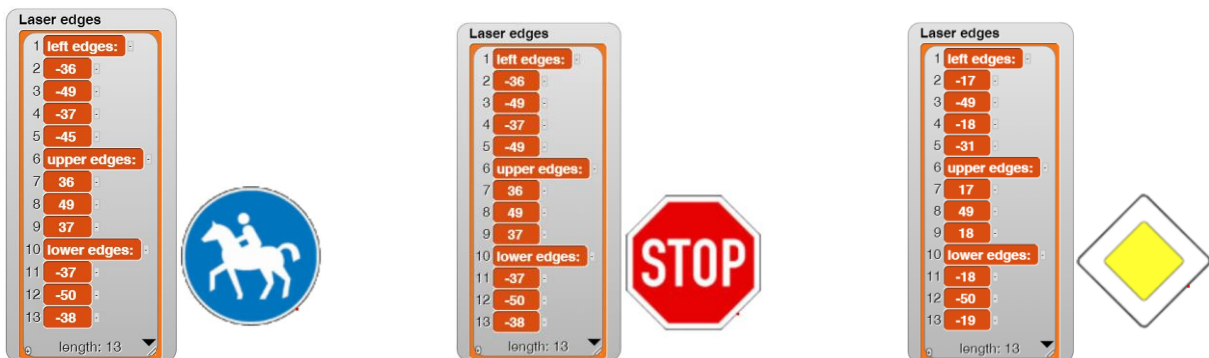 Laser edges
1 left edges:
2 -36
3 -49
4 -37
5 -45
6 upper edges:
7 36
8 49
9 37
10 lower edges:
11 -37
12 -50
13 -38
length: 13
Laser edges
1 left edges:
2 -36
3 -49
4 -37
5 -49
6 upper edges:
7 36
8 49
9 37
10 lower edges:
11 -37
12 -50
13 -38
length: 13
STOP
Laser edges
1 left edges:
2 -17
3 -49
4 -18
5 -31
6 upper edges:
7 17
8 49
9 18
10 lower edges:
11 -18
12 -50
13 -19
length: 13